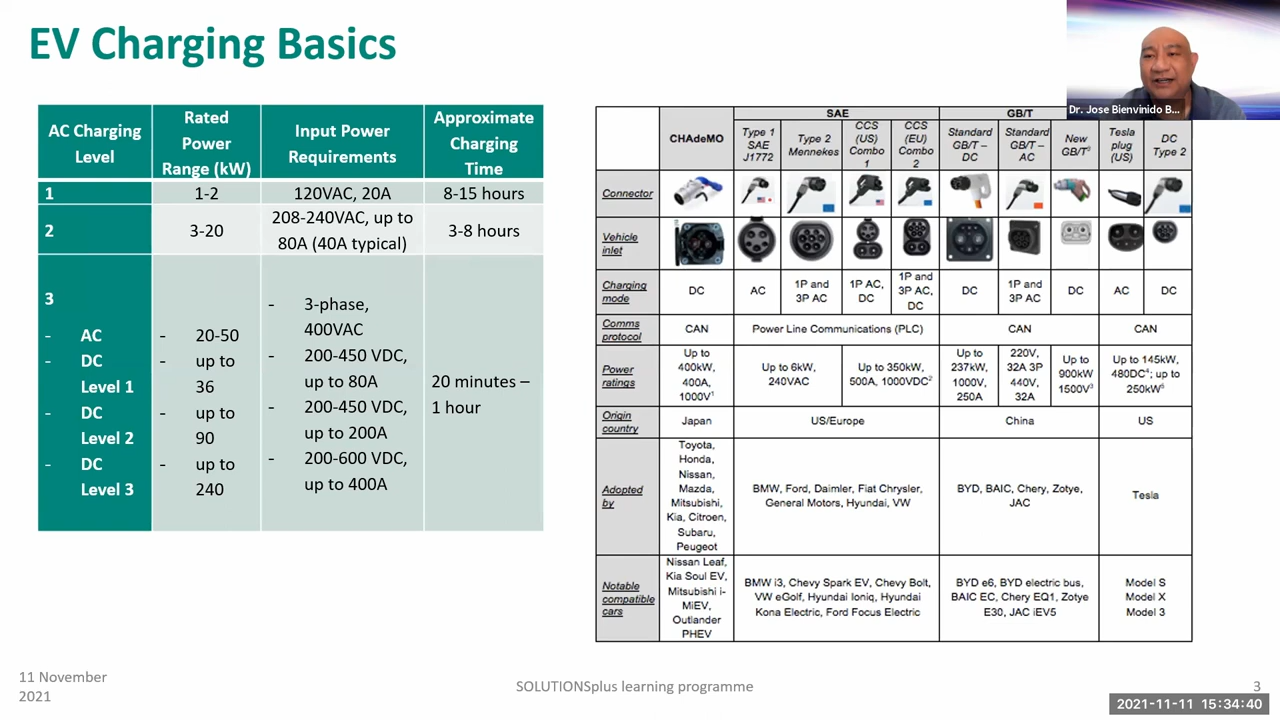 EV Charging Basics
Dr. Jose Bienvinido B...
AC Charging
Level
Rated
Power
Range (kW)
Input Power
Requirements
Approximate
Charging
Time
1
1-2
120VAC, 20A
8-15 hours
2
3-20
208-240VAC, up to
80A (40A typical)
3-8 hours
3
- AC
- DC
Level 1
- DC
Level 2
- DC
Level 3
- 20-50
- up to
36
- up to
90
- up to
240
- 3-phase,
400VAC
- 200-450 VDC,
up to 80A
- 200-450 VDC,
up to 200A
- 200-600 VDC,
up to 400A
20 minutes –
1 hour
SAE
GB/T
CHAdeMO
Type 1
SAE
J1772
Type 2
Mennekes
CCS
(US)
Combo
1
CCS
(EU)
Combo
2
Standard
GB/T –
DC
Standard
GB/T –
AC
New
GB/T³
Tesla
plug
(US)
DC
Type 2
Connector
Vehicle
inlet
Charging
mode
DC
AC
1P and
3P AC
1P AC,
DC
1P and
3P AC,
DC
DC
1P and
3P AC
DC
AC
DC
Comms
protocol
CAN
Power Line Communications (PLC)
CAN
CAN
Power
ratings
Up to
400kW,
400A,
1000V¹
Up to 6kW,
240VAC
Up to 350kW,
500A, 1000VDC²
Up to
237kW,
1000V,
250A
220V,
32A 3P
440V,
32A
Up to
900kW
1500V³
Up to 145kW,
480DC⁴; up to
250kW⁵
Origin
country
Japan
US/Europe
China
US
Adopted
by
Toyota,
Honda,
Nissan,
Mazda,
Mitsubishi,
Kia, Citroen,
Subaru,
Peugeot
BMW, Ford, Daimler, Fiat Chrysler,
General Motors, Hyundai, VW
BYD, BAIC, Chery, Zotye,
JAC
Tesla
Notable
compatible
cars
Nissan Leaf,
Kia Soul EV,
Mitsubishi i-
MiEV,
Outlander
PHEV
BMW i3, Chevy Spark EV, Chevy Bolt,
VW eGolf, Hyundai Ioniq, Hyundai
Kona Electric, Ford Focus Electric
BYD e6, BYD electric bus,
BAIC EC, Chery EQ1, Zotye
E30, JAC iEV5
Model S
Model X
Model 3
11 November
2021
SOLUTIONSplus learning programme
3
2021-11-11 15:34:40